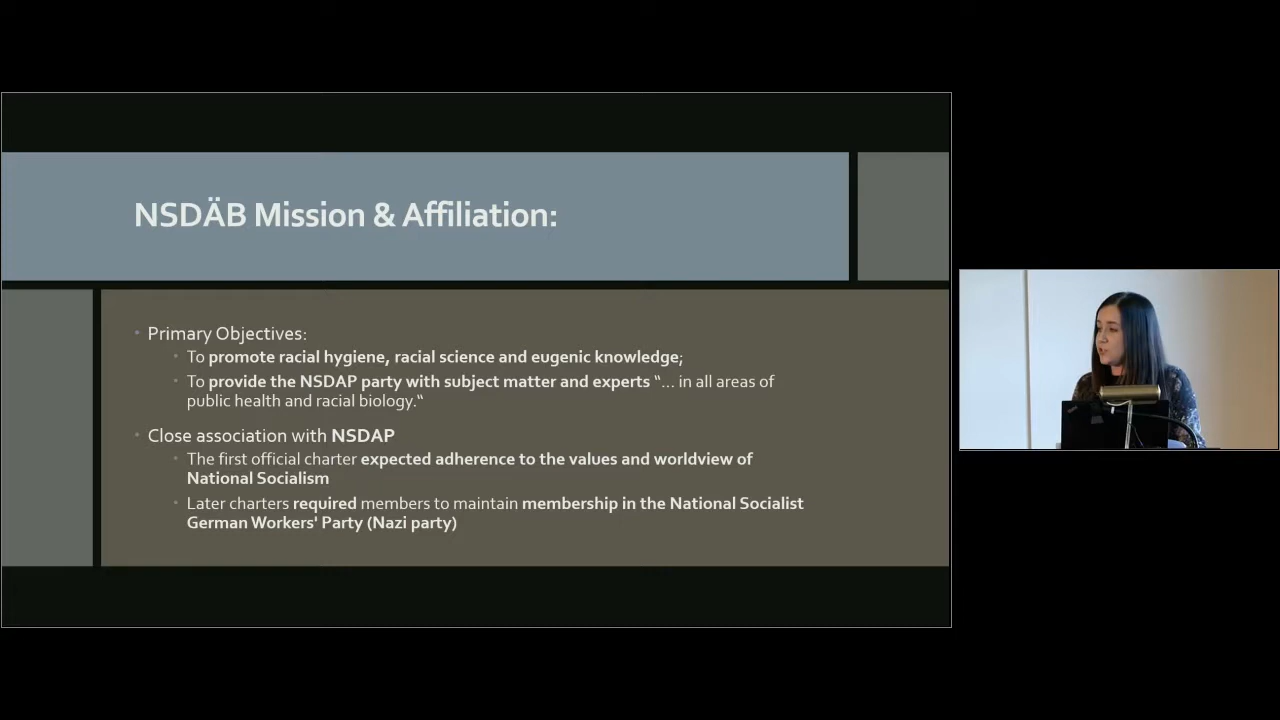 NSDÄB Mission & Affiliation:
Primary Objectives:
To promote racial hygiene, racial science and eugenic knowledge;
To provide the NSDAP party with subject matter and experts “... in all areas of
public health and racial biology.“
Close association with NSDAP
The first official charter expected adherence to the values and worldview of
National Socialism
Later charters required members to maintain membership in the National Socialist
German Workers' Party (Nazi party)